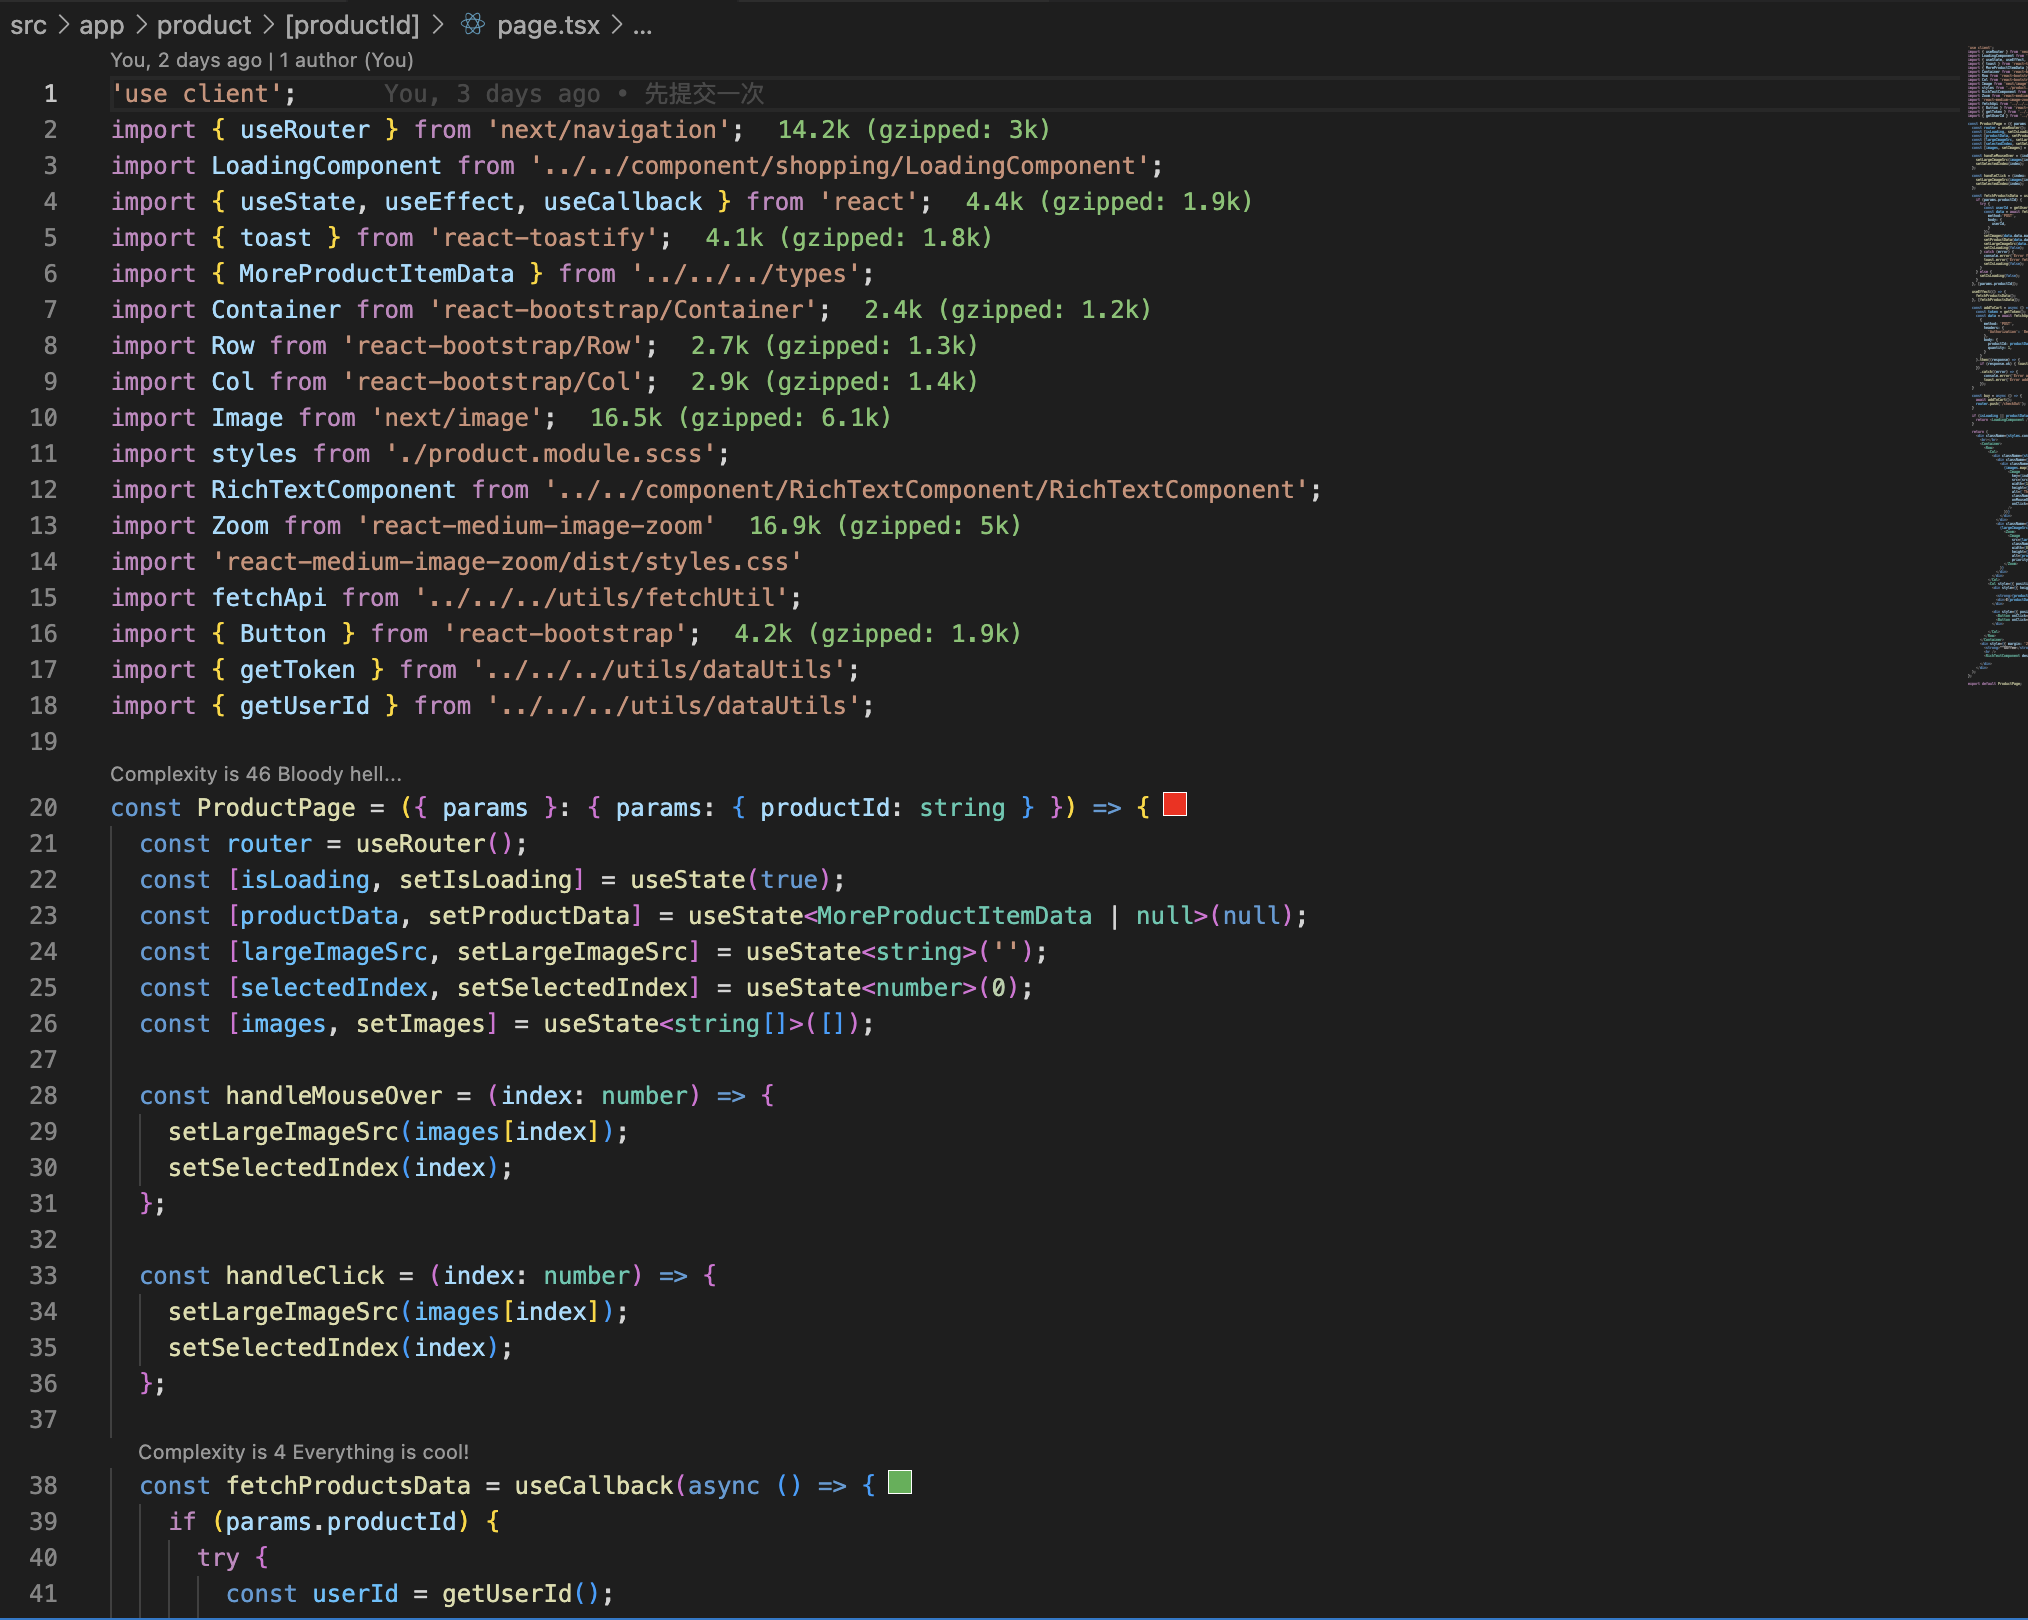 src > app > product > [productId] > page.tsx > ...
You, 2 days ago | 1 author (You)
1 'use client'; You, 3 days ago • 先提交一次
2 import { useRouter } from 'next/navigation'; 14.2k (gzipped: 3k)
3 import LoadingComponent from '../../component/shopping/LoadingComponent';
4 import { useState, useEffect, useCallback } from 'react'; 4.4k (gzipped: 1.9k)
5 import { toast } from 'react-toastify'; 4.1k (gzipped: 1.8k)
6 import { MoreProductItemData } from '../../../types';
7 import Container from 'react-bootstrap/Container'; 2.4k (gzipped: 1.2k)
8 import Row from 'react-bootstrap/Row'; 2.7k (gzipped: 1.3k)
9 import Col from 'react-bootstrap/Col'; 2.9k (gzipped: 1.4k)
10 import Image from 'next/image'; 16.5k (gzipped: 6.1k)
11 import styles from './product.module.scss';
12 import RichTextComponent from '../../component/RichTextComponent/RichTextComponent';
13 import Zoom from 'react-medium-image-zoom' 16.9k (gzipped: 5k)
14 import 'react-medium-image-zoom/dist/styles.css'
15 import fetchApi from '../../../utils/fetchUtil';
16 import { Button } from 'react-bootstrap'; 4.2k (gzipped: 1.9k)
17 import { getToken } from '../../../utils/dataUtils';
18 import { getUserId } from '../../../utils/dataUtils';
19
Complexity is 46 Bloody hell...
20 const ProductPage = ({ params }: { params: { productId: string } }) => {
21 const router = useRouter();
22 const [isLoading, setIsLoading] = useState(true);
23 const [productData, setProductData] = useState<MoreProductItemData | null>(null);
24 const [largeImageSrc, setLargeImageSrc] = useState<string>('');
25 const [selectedIndex, setSelectedIndex] = useState<number>(0);
26 const [images, setImages] = useState<string[]>([]);
27
28 const handleMouseOver = (index: number) => {
29 setLargeImageSrc(images[index]);
30 setSelectedIndex(index);
31 };
32
33 const handleClick = (index: number) => {
34 setLargeImageSrc(images[index]);
35 setSelectedIndex(index);
36 };
37
Complexity is 4 Everything is cool!
38 const fetchProductsData = useCallback(async () => {
39 if (params.productId) {
40 try {
41 const userId = getUserId();